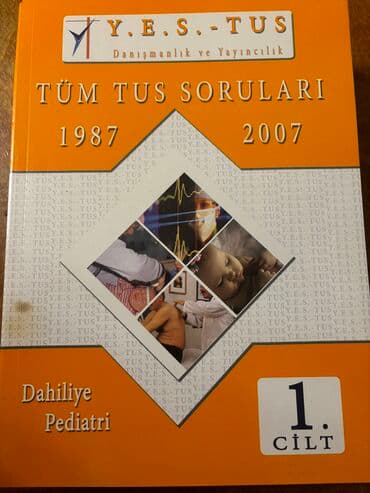 Y.E.S.-TUS
Danışmanlık ve Yayıncılık
TÜM TUS SORULARI
1987 2007
Dahiliye
Pediatri
1.
CİLT